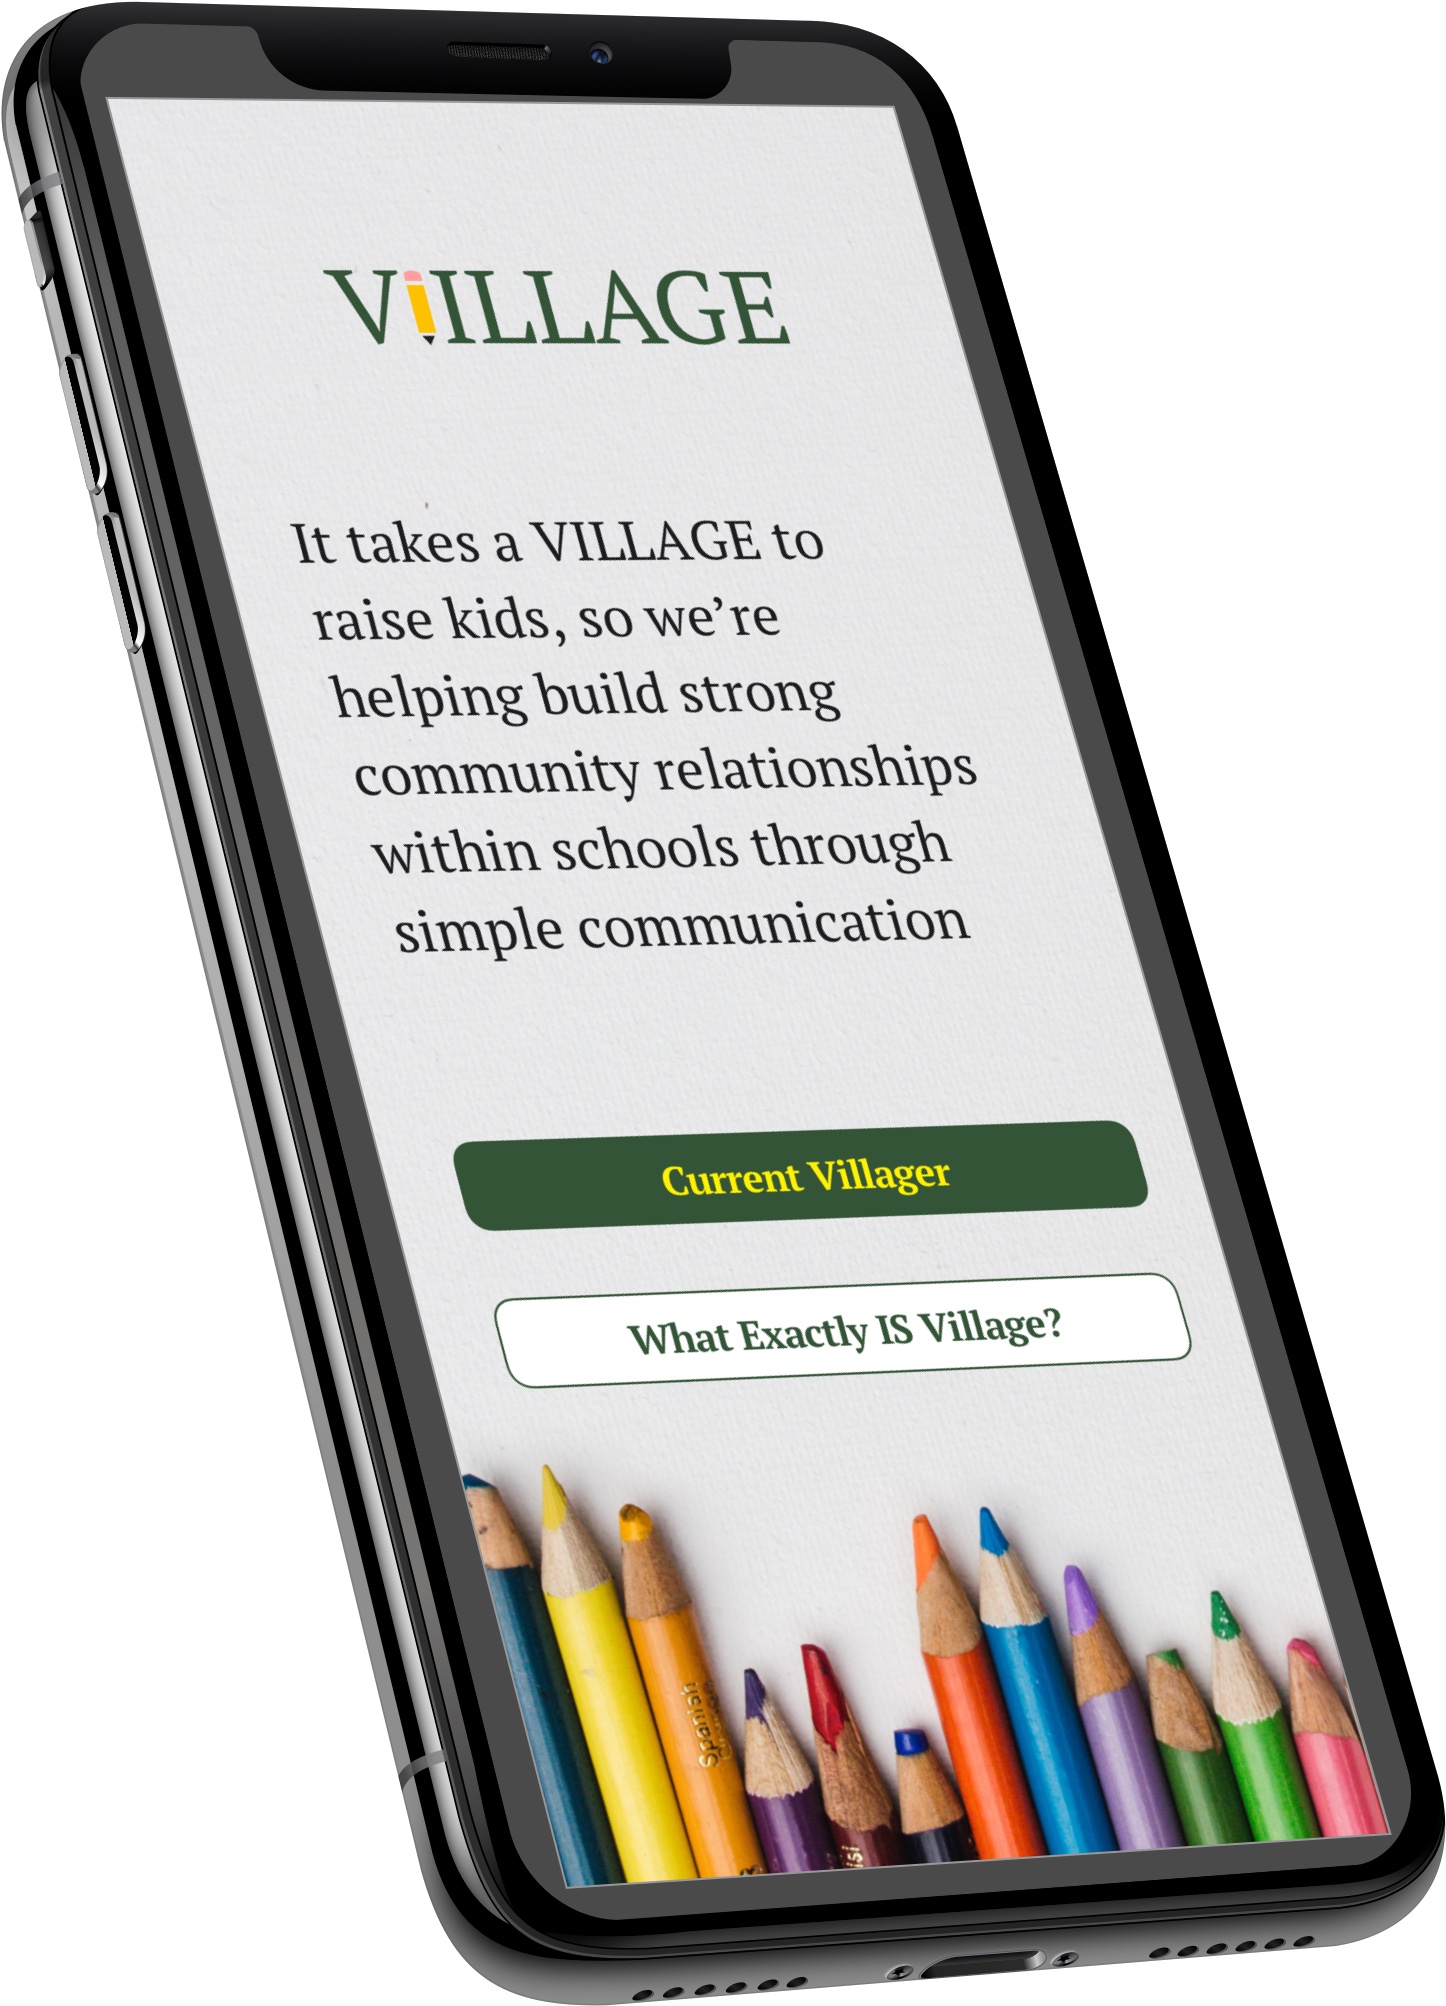 ViILLAGE
It takes a VILLAGE to
raise kids, so we’re
helping build strong
community relationships
within schools through
simple communication
Current Villager
What Exactly IS Village?
Spanish